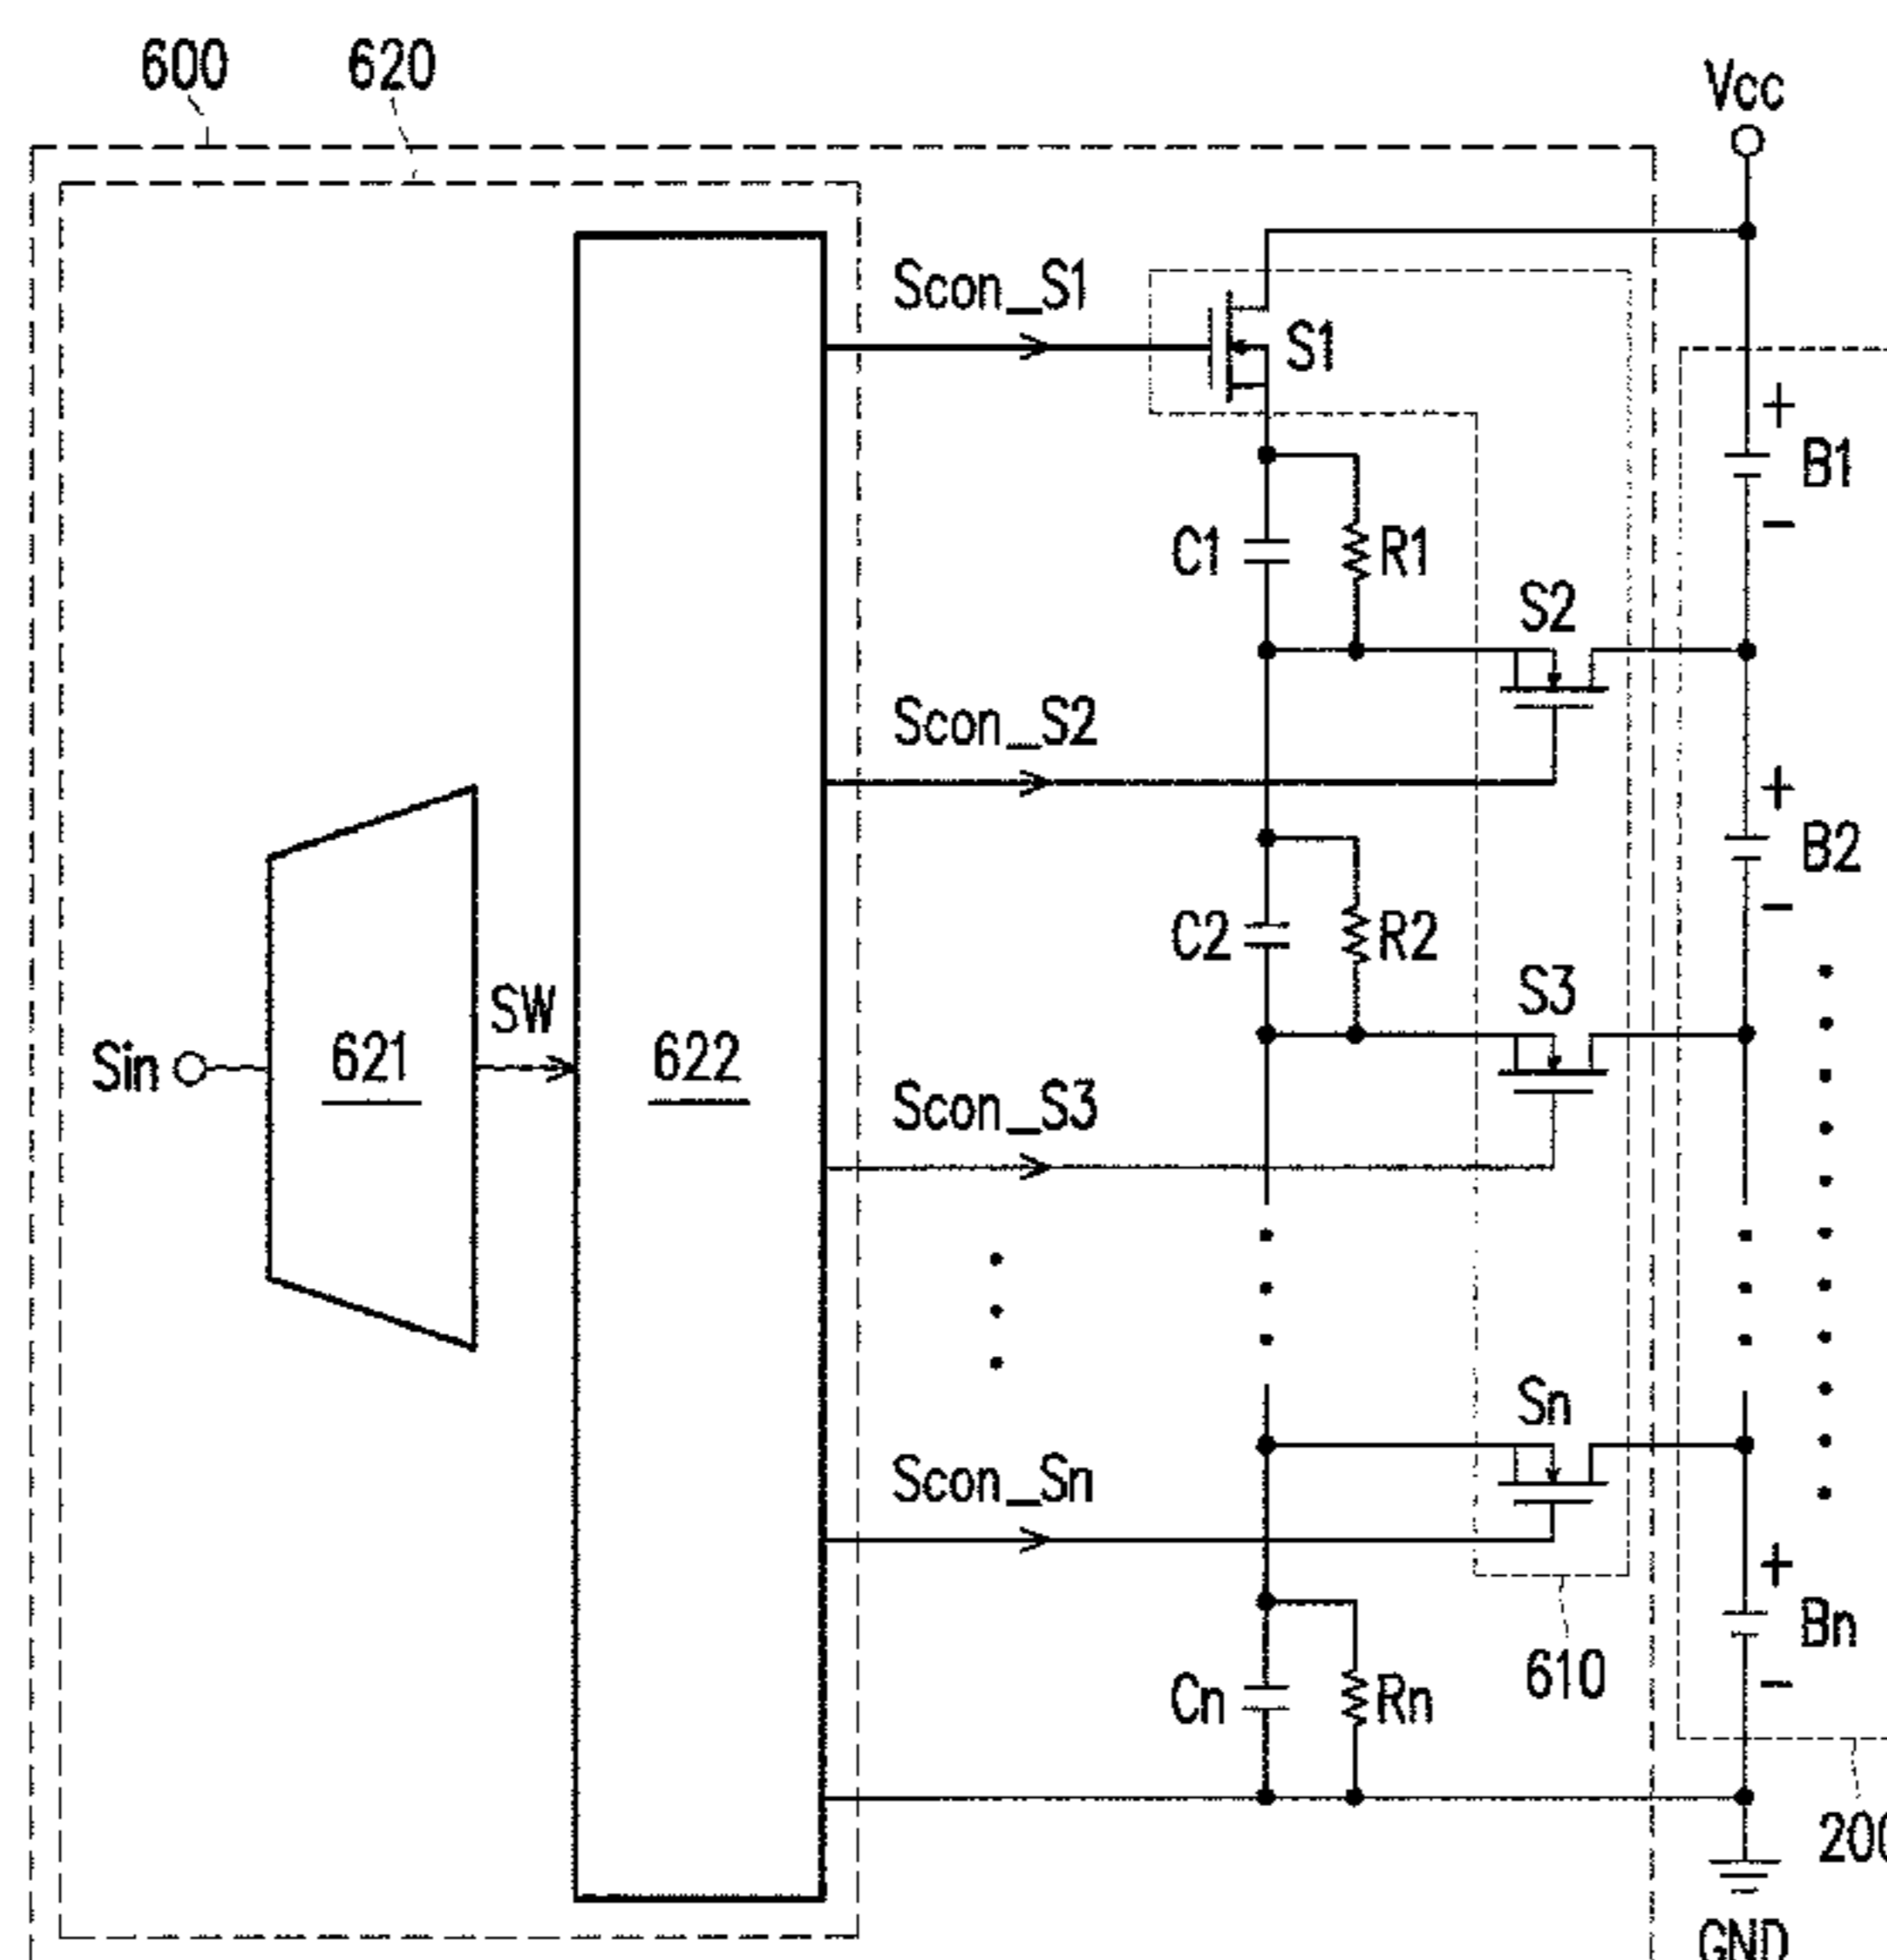 600
620
Vcc
Scon_S1
S1
+
B1
−
C1
R1
S2
Scon_S2
+
B2
−
C2
R2
S3
SW
Sin
621
622
Scon_S3
Sn
Scon_Sn
+
Bn
−
610
Cn
Rn
GND